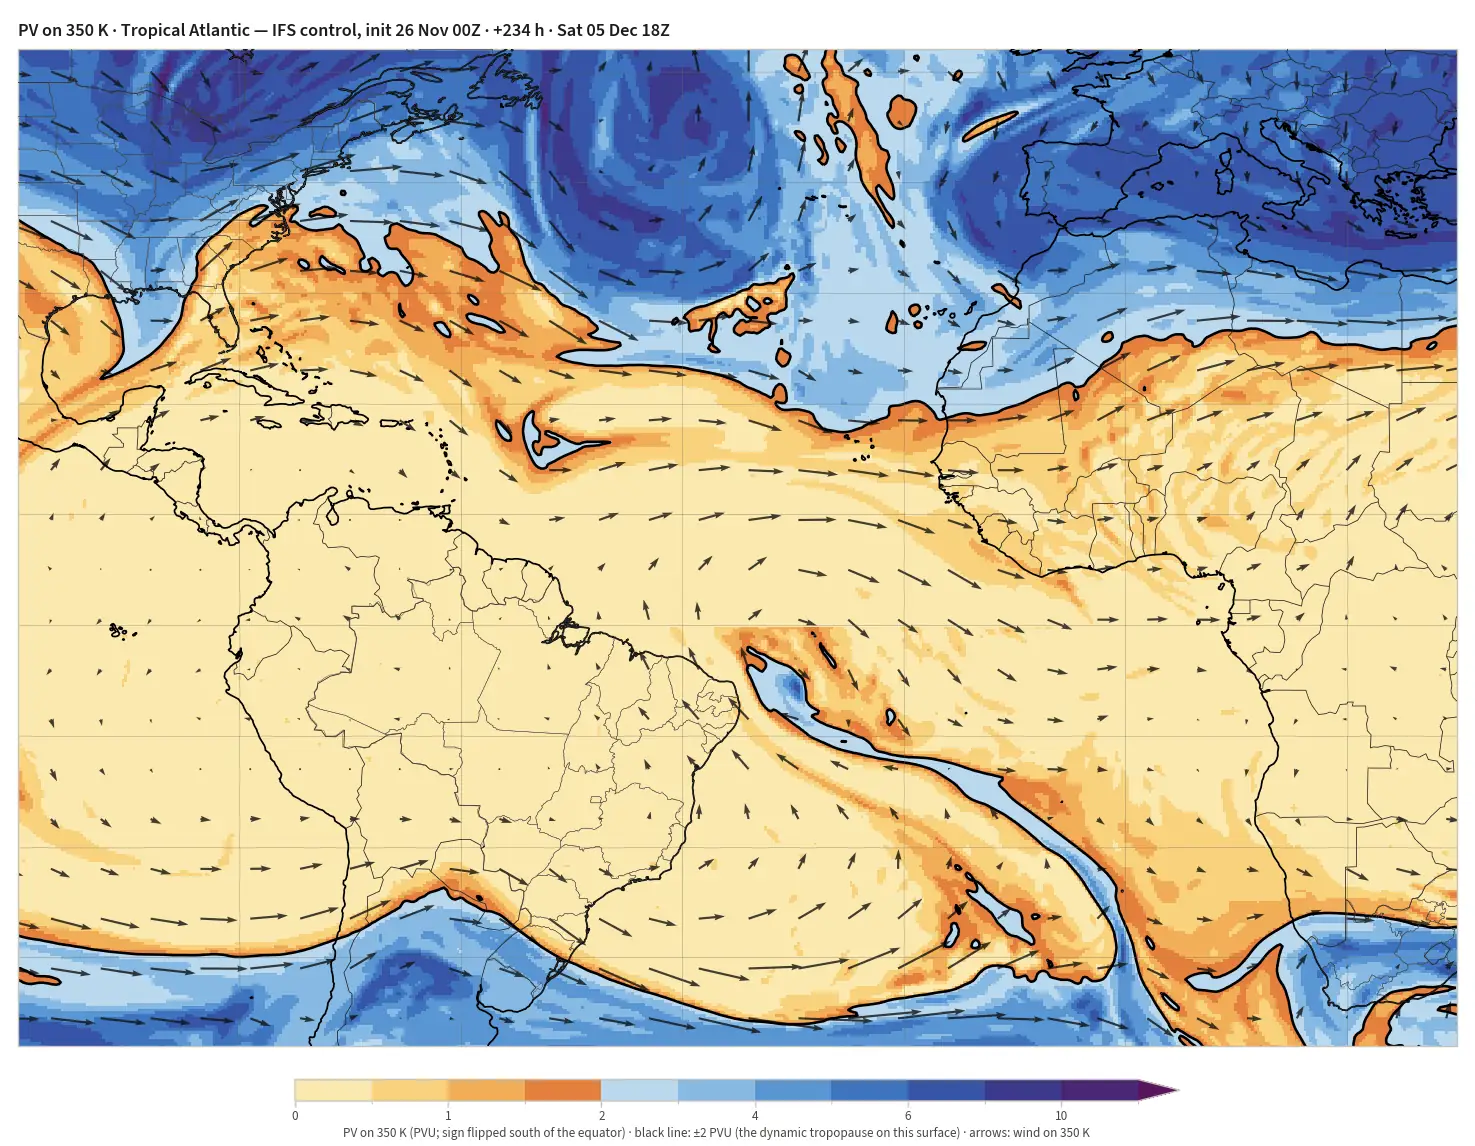 PV on 350 K · Tropical Atlantic — IFS control, init 26 Nov 00Z · +234 h · Sat 05 Dec 18Z
0 1 2 4 6 10
PV on 350 K (PVU; sign flipped south of the equator) · black line: ±2 PVU (the dynamic tropopause on this surface) · arrows: wind on 350 K